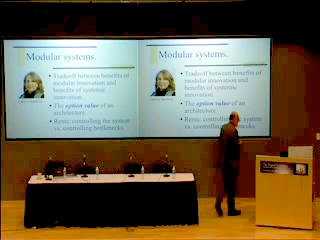 Modular systems.
• Tradeoff between benefits
of modular innovation and
benefits of systemic
innovation.
• The option value of an
architecture.
• Rents: controlling the system
vs. controlling bottlenecks.
Modular systems.
• Tradeoff between benefits
of modular innovation and
benefits of systemic
innovation.
• The option value of an
architecture.
• Rents: controlling the system
vs. controlling bottlenecks.